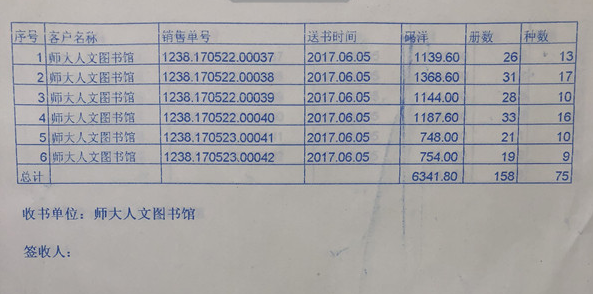 序号 客户名称 销售单号 送书时间 码洋 册数 种数
1 师大人文图书馆 1238.170522.00037 2017.06.05 1139.60 26 13
2 师大人文图书馆 1238.170522.00038 2017.06.05 1368.60 31 17
3 师大人文图书馆 1238.170522.00039 2017.06.05 1144.00 28 10
4 师大人文图书馆 1238.170522.00040 2017.06.05 1187.60 33 16
5 师大人文图书馆 1238.170523.00041 2017.06.05 748.00 21 10
6 师大人文图书馆 1238.170523.00042 2017.06.05 754.00 19 9
总计 6341.80 158 75
收书单位：师大人文图书馆
签收人：